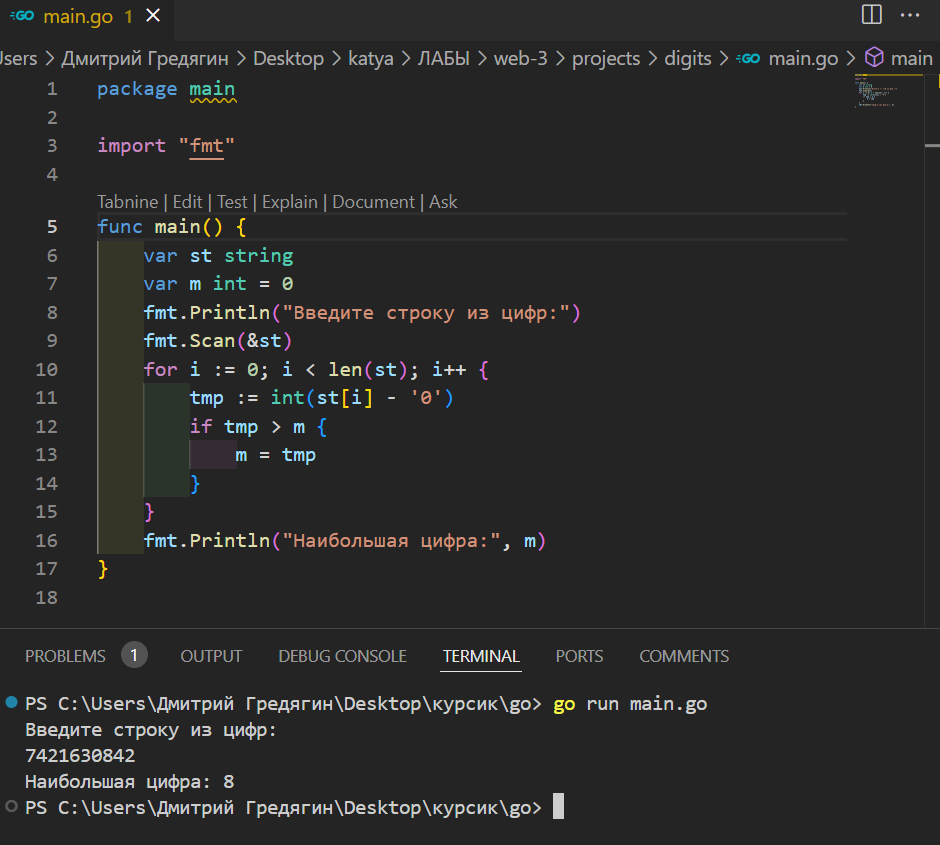 GO main.go 1
sers > Дмитрий Гредягин > Desktop > katya > ЛАБЫ > web-3 > projects > digits > GO main.go > main
1 package main
2
3 import "fmt"
4
Tabnine | Edit | Test | Explain | Document | Ask
5 func main() {
6     var st string
7     var m int = 0
8     fmt.Println("Введите строку из цифр:")
9     fmt.Scan(&st)
10     for i := 0; i < len(st); i++ {
11         tmp := int(st[i] - '0')
12         if tmp > m {
13             m = tmp
14         }
15     }
16     fmt.Println("Наибольшая цифра:", m)
17 }
18
PROBLEMS 1 OUTPUT DEBUG CONSOLE TERMINAL PORTS COMMENTS
PS C:\Users\Дмитрий Гредягин\Desktop\курсик\go> go run main.go
Введите строку из цифр:
7421630842
Наибольшая цифра: 8
PS C:\Users\Дмитрий Гредягин\Desktop\курсик\go>